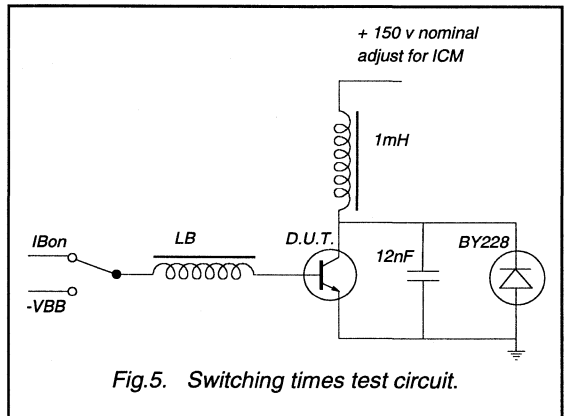 + 150 v nominal
adjust for ICM
1mH
IBon
LB
D.U.T.
12nF
BY228
-VBB
Fig.5. Switching times test circuit.